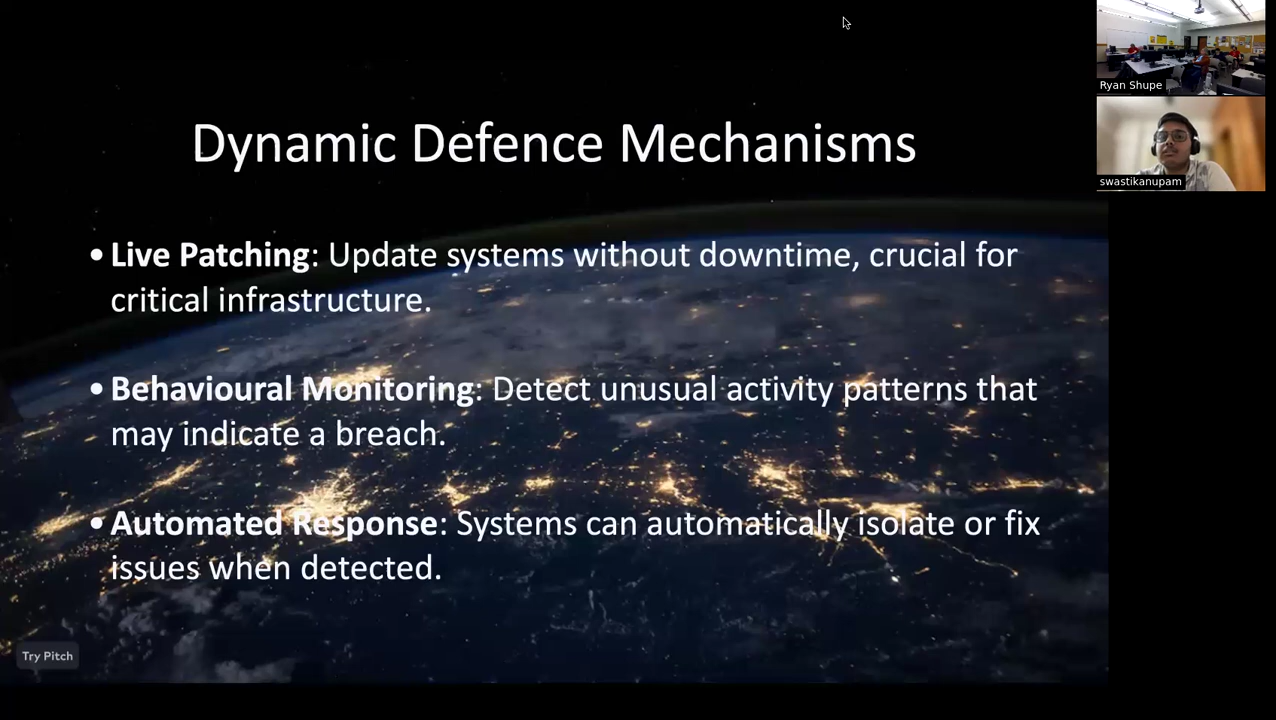 Dynamic Defence Mechanisms
• Live Patching: Update systems without downtime, crucial for
critical infrastructure.
• Behavioural Monitoring: Detect unusual activity patterns that
may indicate a breach.
• Automated Response: Systems can automatically isolate or fix
issues when detected.
Try Pitch
Ryan Shupe
swastikanupam